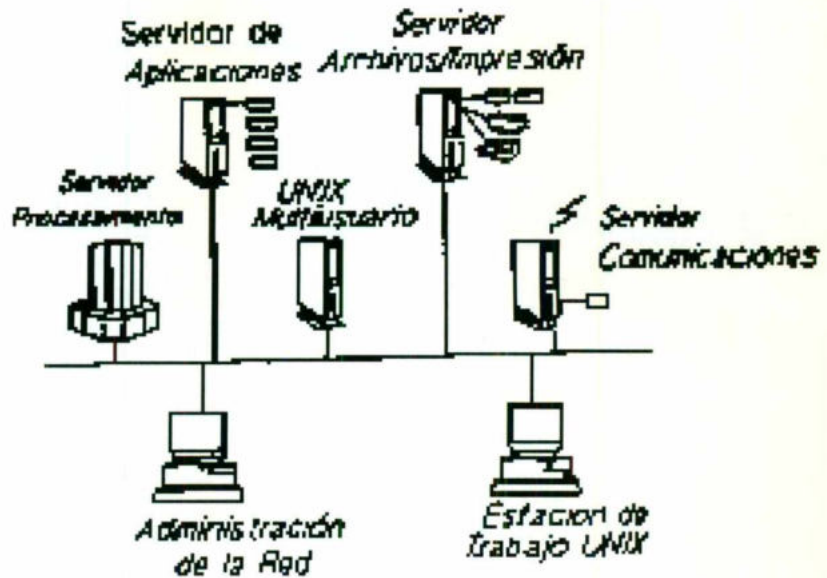 Servidor de
Aplicaciones
Servidor
Archivos/Impresión
Servidor
Procesamiento
UNIX
Multiusuario
Servidor
Comunicaciones
Administración
de la Red
Estacion de
Trabajo UNIX